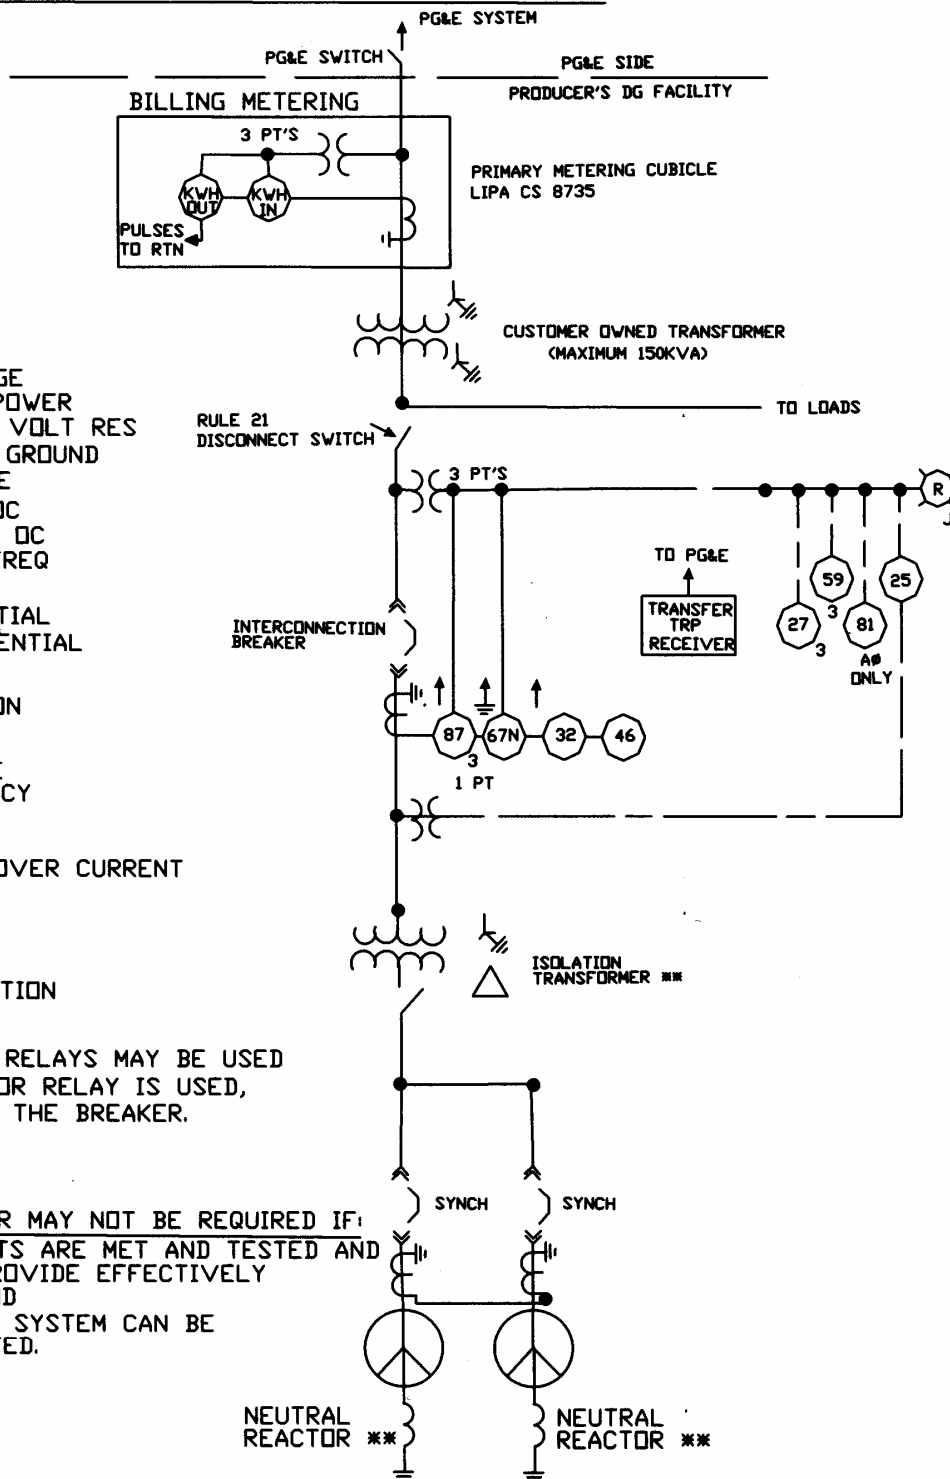 PG&E SYSTEM
PG&E SWITCH
PG&E SIDE
PRODUCER'S DG FACILITY
BILLING METERING
3 PT'S
KWH OUT
KWH IN
PULSES
TO RTN
PRIMARY METERING CUBICLE
LIPA CS 8735
CUSTOMER OWNED TRANSFORMER
(MAXIMUM 150KVA)
GE
POWER
VOLT RES
GROUND
E
OC
OC
FREQ
TIAL
ENTIAL
ON
CY
OVER CURRENT
TION
RELAYS MAY BE USED
OR RELAY IS USED,
THE BREAKER.
R MAY NOT BE REQUIRED IF:
TS ARE MET AND TESTED AND
ROVIDE EFFECTIVELY
D
SYSTEM CAN BE
TED.
TO LOADS
RULE 21
DISCONNECT SWITCH
3 PT'S
R
TO PG&E
TRANSFER
TRP
RECEIVER
59
3
25
27
3
81
AØ
ONLY
INTERCONNECTION
BREAKER
87
67N
32
46
3
1 PT
ISOLATION
TRANSFORMER **
SYNCH
SYNCH
NEUTRAL
REACTOR **
NEUTRAL
REACTOR **